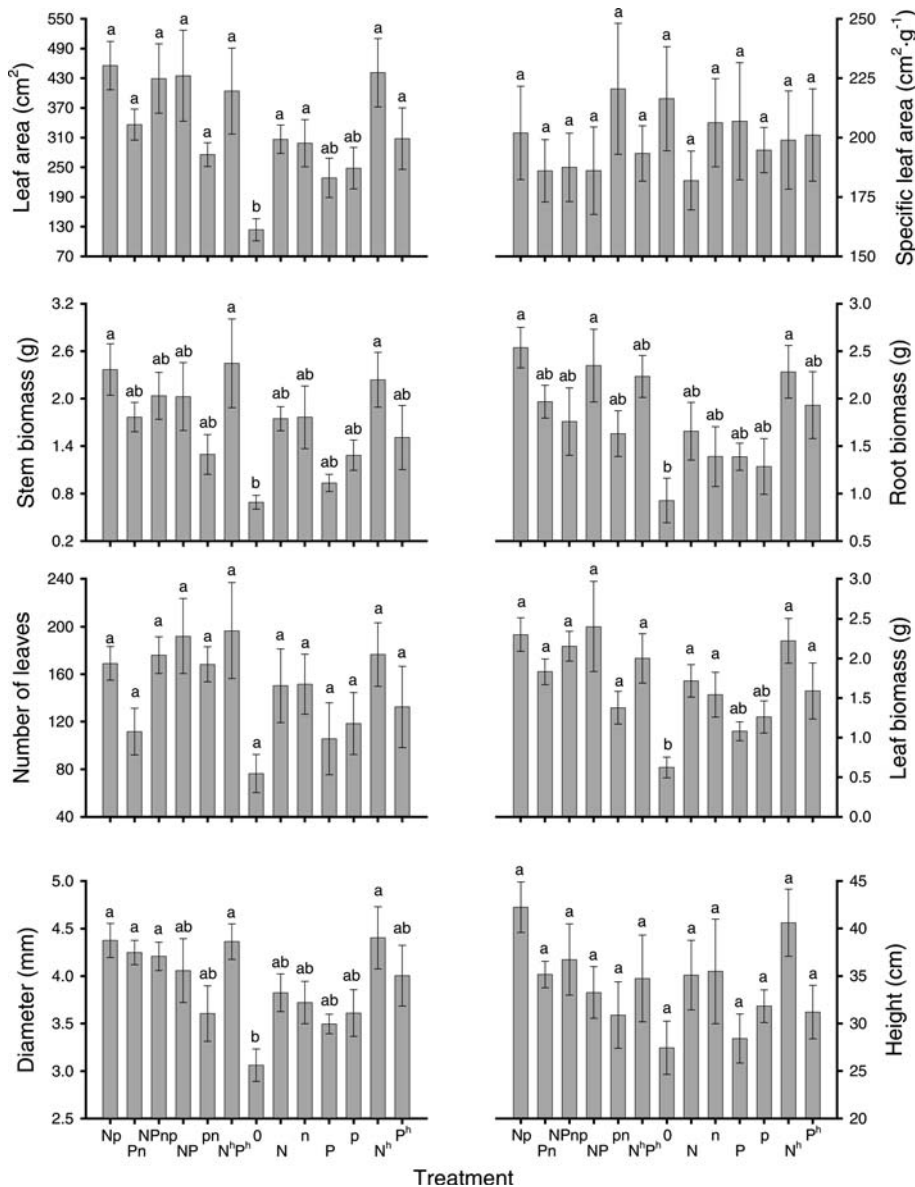 Leaf area (cm²)
550
490
430
370
310
250
190
130
70
a a a a a a b a a ab ab a a
Specific leaf area (cm²·g⁻¹)
250
225
200
175
150
a a a a a a a a a a a a a
Stem biomass (g)
3.2
2.6
2.0
1.4
0.8
0.2
a ab ab ab ab a b ab ab ab ab a ab
Root biomass (g)
3.0
2.5
2.0
1.5
1.0
0.5
a ab ab a ab ab b ab ab ab ab a ab
Number of leaves
240
200
160
120
80
40
a a a a a a a a a a a a a
Leaf biomass (g)
3.0
2.5
2.0
1.5
1.0
0.5
0.0
a a a a a a b a a ab ab a a
Diameter (mm)
5.0
4.5
4.0
3.5
3.0
2.5
a a a ab ab a b ab ab ab ab a ab
Height (cm)
45
40
35
30
25
20
a a a a a a a a a a a a a
Np Pn NPnp NP pn NʰPʰ 0 N n P p Nʰ Pʰ
Np Pn NPnp NP pn NʰPʰ 0 N n P p Nʰ Pʰ
Treatment